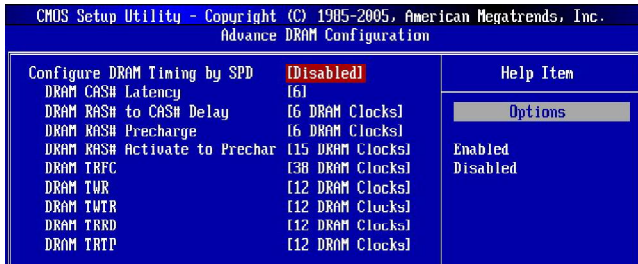 CMOS Setup Utility - Copyright (C) 1985-2005, American Megatrends, Inc.
Advance DRAM Configuration
Configure DRAM Timing by SPD [Disabled]
DRAM CAS# Latency [6]
DRAM RAS# to CAS# Delay [6 DRAM Clocks]
DRAM RAS# Precharge [6 DRAM Clocks]
DRAM RAS# Activate to Prechar [15 DRAM Clocks]
DRAM TRFC [38 DRAM Clocks]
DRAM TWR [12 DRAM Clocks]
DRAM TWTR [12 DRAM Clocks]
DRAM TRRD [12 DRAM Clocks]
DRAM TRTP [12 DRAM Clocks]
Help Item
Options
Enabled
Disabled